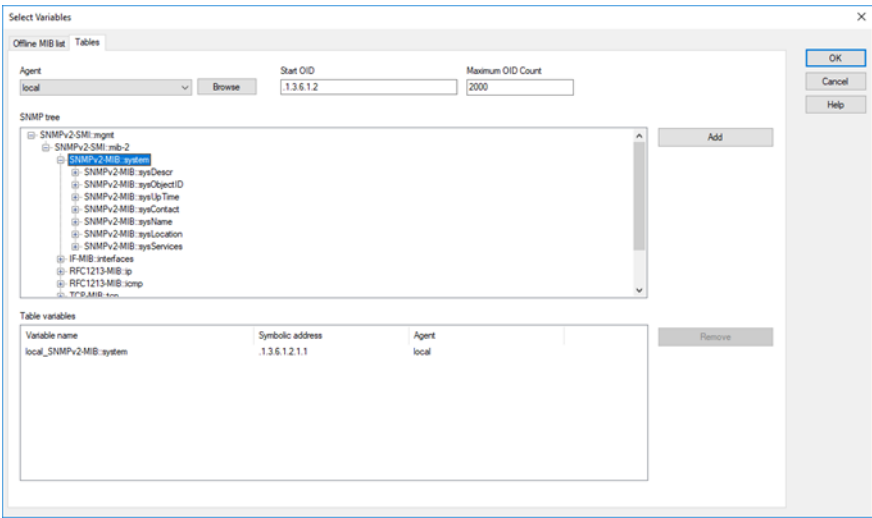 Select Variables
Offline MIB list Tables
Agent Start OID Maximum OID Count
local Browse .1.3.6.1.2 2000
OK
Cancel
Help
SNMP tree
SNMPv2-SMI::mgmt
SNMPv2-SMI::mib-2
SNMPv2-MIB::system
SNMPv2-MIB::sysDescr
SNMPv2-MIB::sysObjectID
SNMPv2-MIB::sysUpTime
SNMPv2-MIB::sysContact
SNMPv2-MIB::sysName
SNMPv2-MIB::sysLocation
SNMPv2-MIB::sysServices
IF-MIB::interfaces
RFC1213-MIB::ip
RFC1213-MIB::icmp
TCP-MIB::tcp
Add
Table variables
Variable name Symbolic address Agent
local_SNMPv2-MIB::system .1.3.6.1.2.1.1 local
Remove